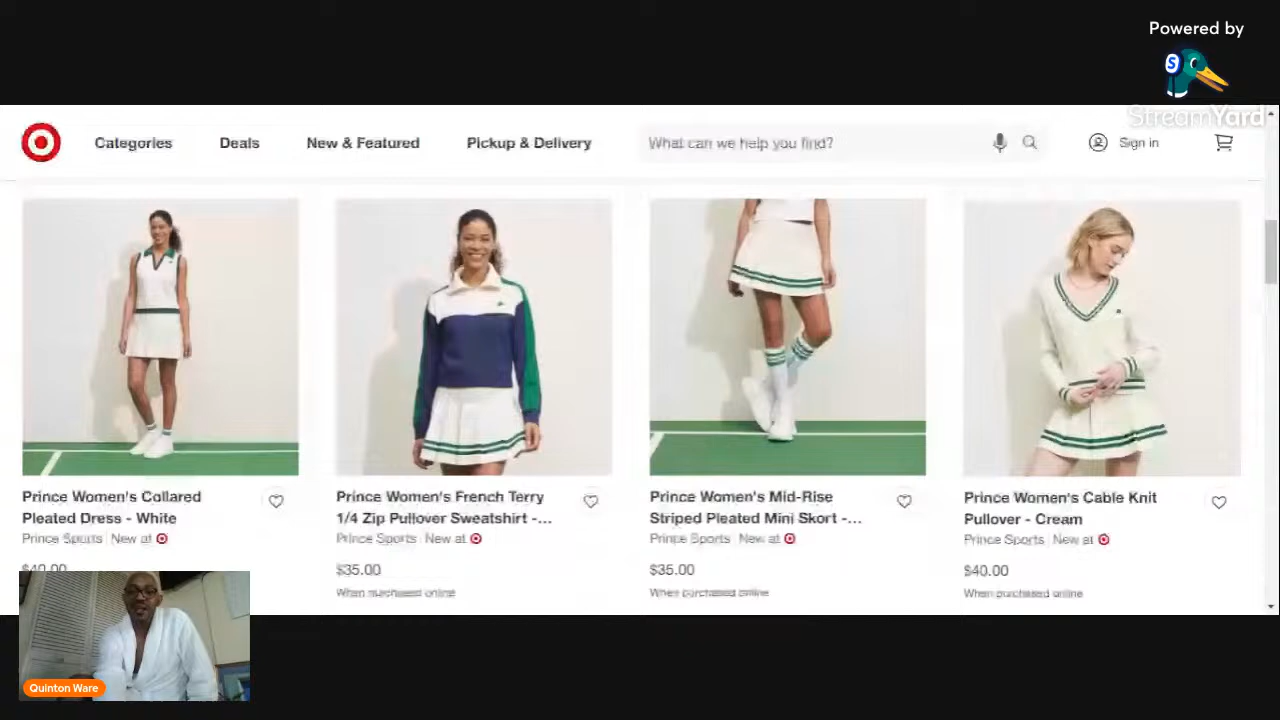 Powered by
S
StreamYard
Categories
Deals
New & Featured
Pickup & Delivery
What can we help you find?
Sign in
Prince Women's Collared
Pleated Dress - White
Prince Sports New at
$40.00
Prince Women's French Terry
1/4 Zip Pullover Sweatshirt -...
Prince Sports New at
$35.00
When purchased online
Prince Women's Mid-Rise
Striped Pleated Mini Skort -...
Prince Sports New at
$35.00
When purchased online
Prince Women's Cable Knit
Pullover - Cream
Prince Sports New at
$40.00
When purchased online
Quinton Ware